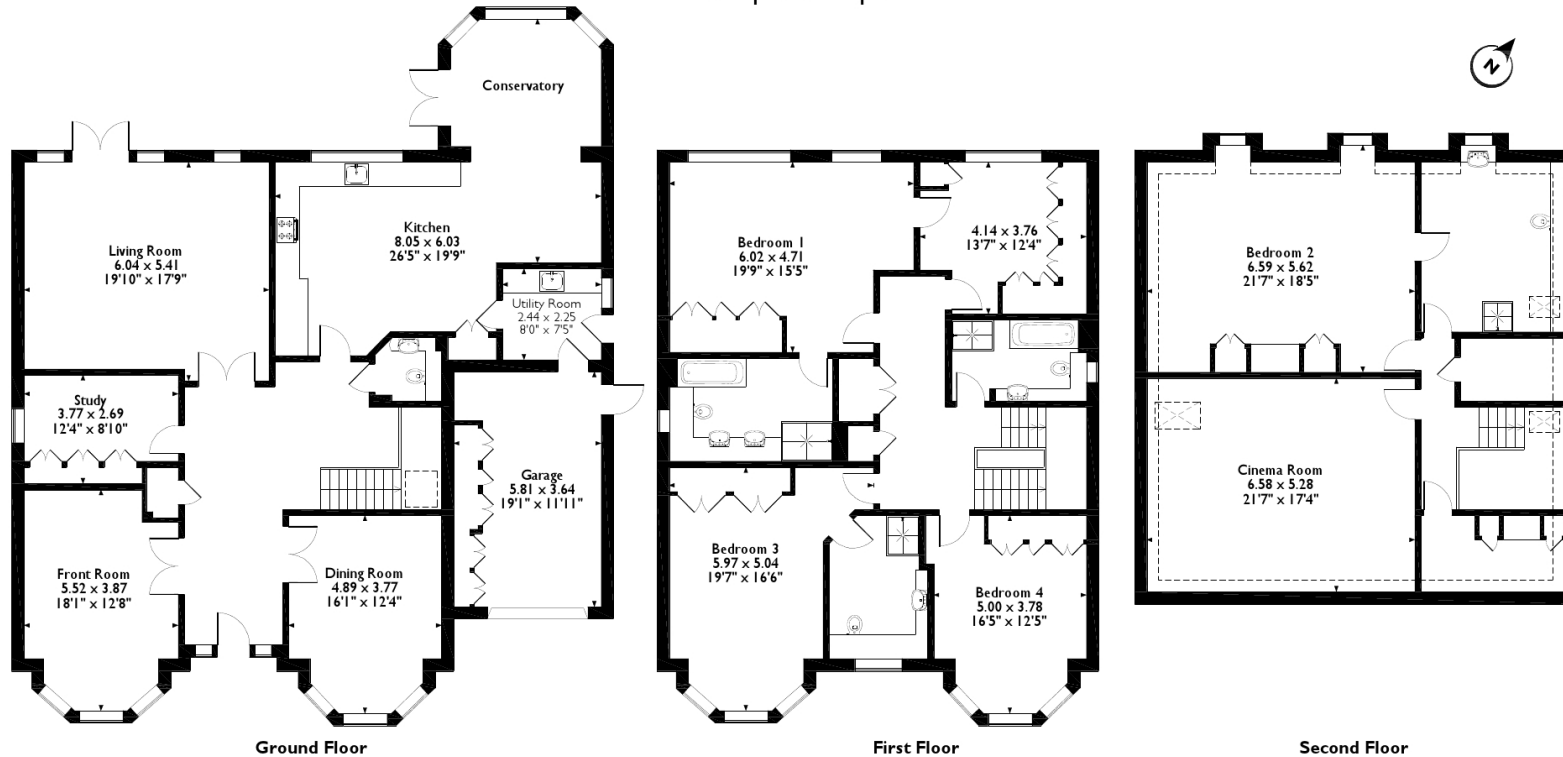 Conservatory
N
Living Room
6.04 x 5.41
19'10" x 17'9"
Kitchen
8.05 x 6.03
26'5" x 19'9"
Utility Room
2.44 x 2.25
8'0" x 7'5"
Study
3.77 x 2.69
12'4" x 8'10"
Garage
5.81 x 3.64
19'1" x 11'11"
Front Room
5.52 x 3.87
18'1" x 12'8"
Dining Room
4.89 x 3.77
16'1" x 12'4"
Ground Floor
Bedroom 1
6.02 x 4.71
19'9" x 15'5"
4.14 x 3.76
13'7" x 12'4"
Bedroom 3
5.97 x 5.04
19'7" x 16'6"
Bedroom 4
5.00 x 3.78
16'5" x 12'5"
First Floor
Bedroom 2
6.59 x 5.62
21'7" x 18'5"
Cinema Room
6.58 x 5.28
21'7" x 17'4"
Second Floor